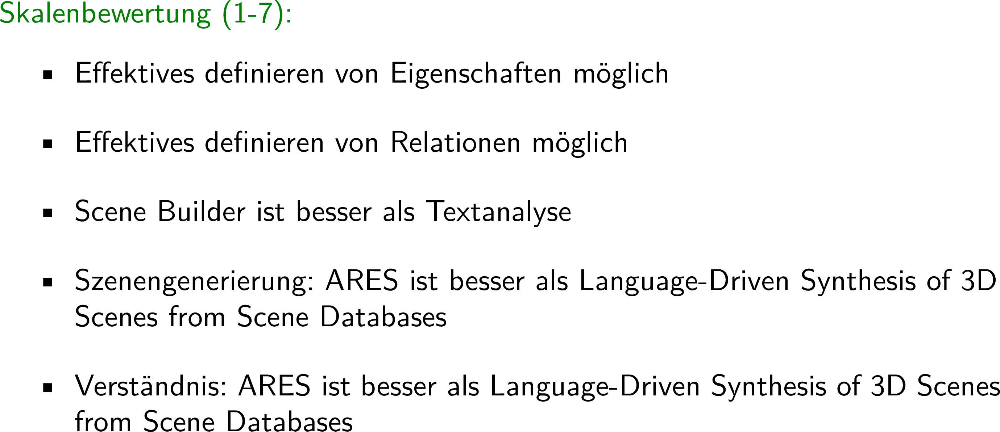 Skalenbewertung (1-7):
▪ Effektives definieren von Eigenschaften möglich
▪ Effektives definieren von Relationen möglich
▪ Scene Builder ist besser als Textanalyse
▪ Szenengenerierung: ARES ist besser als Language-Driven Synthesis of 3D
Scenes from Scene Databases
▪ Verständnis: ARES ist besser als Language-Driven Synthesis of 3D Scenes
from Scene Databases